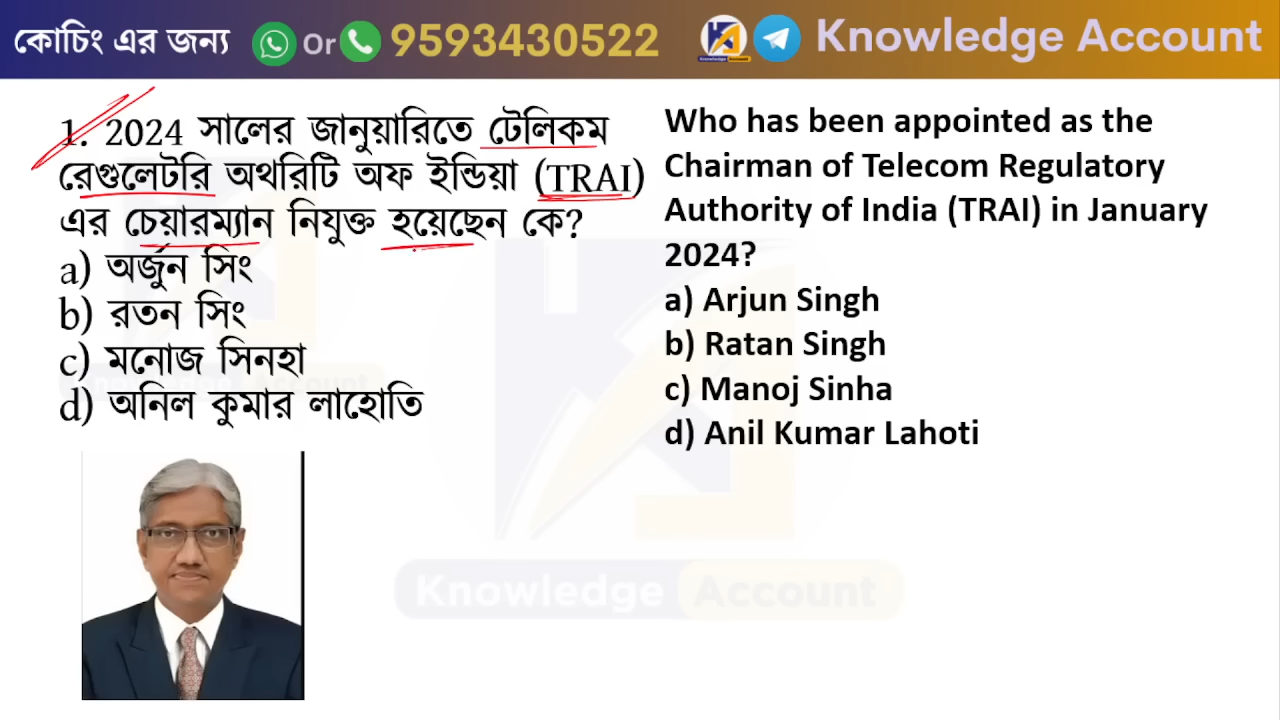 কোচিং এর জন্য Or 9593430522 Knowledge Account
1. 2024 সালের জানুয়ারিতে টেলিকম
রেগুলেটরি অথরিটি অফ ইন্ডিয়া (TRAI)
এর চেয়ারম্যান নিযুক্ত হয়েছেন কে?
a) অর্জুন সিং
b) রতন সিং
c) মনোজ সিনহা
d) অনিল কুমার লাহোতি
Who has been appointed as the
Chairman of Telecom Regulatory
Authority of India (TRAI) in January
2024?
a) Arjun Singh
b) Ratan Singh
c) Manoj Sinha
d) Anil Kumar Lahoti
Knowledge Account